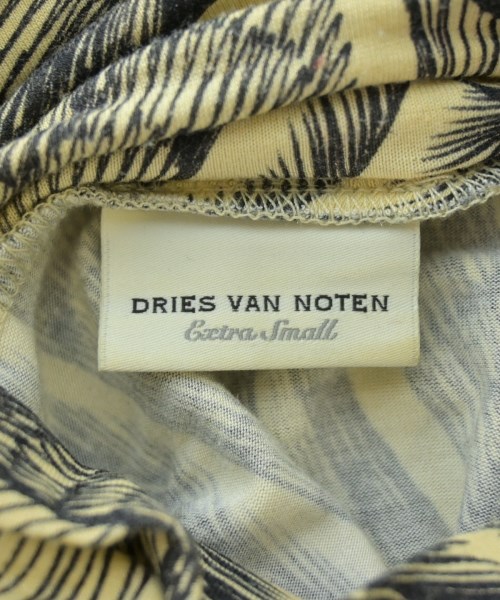 DRIES VAN NOTEN
Extra Small